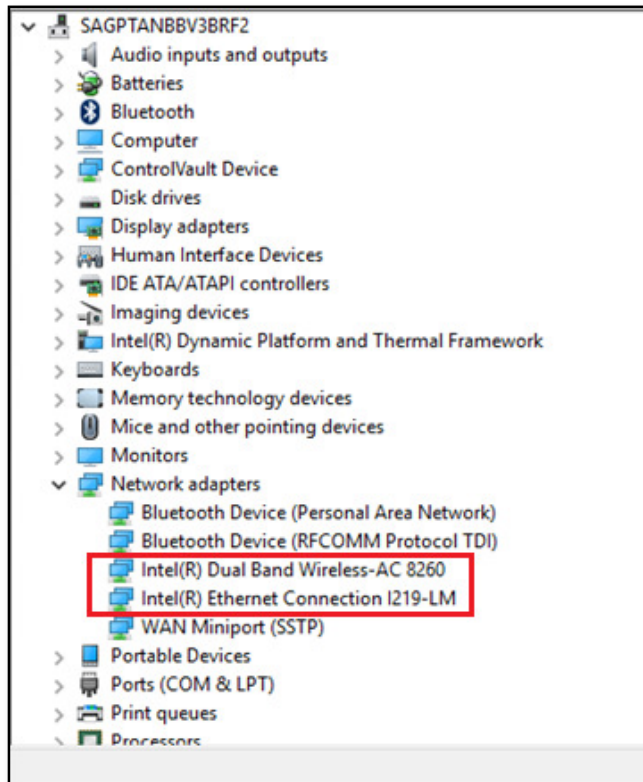 SAGPTANBBV3BRF2
Audio inputs and outputs
Batteries
Bluetooth
Computer
ControlVault Device
Disk drives
Display adapters
Human Interface Devices
IDE ATA/ATAPI controllers
Imaging devices
Intel(R) Dynamic Platform and Thermal Framework
Keyboards
Memory technology devices
Mice and other pointing devices
Monitors
Network adapters
Bluetooth Device (Personal Area Network)
Bluetooth Device (RFCOMM Protocol TDI)
Intel(R) Dual Band Wireless-AC 8260
Intel(R) Ethernet Connection I219-LM
WAN Miniport (SSTP)
Portable Devices
Ports (COM & LPT)
Print queues
Processors